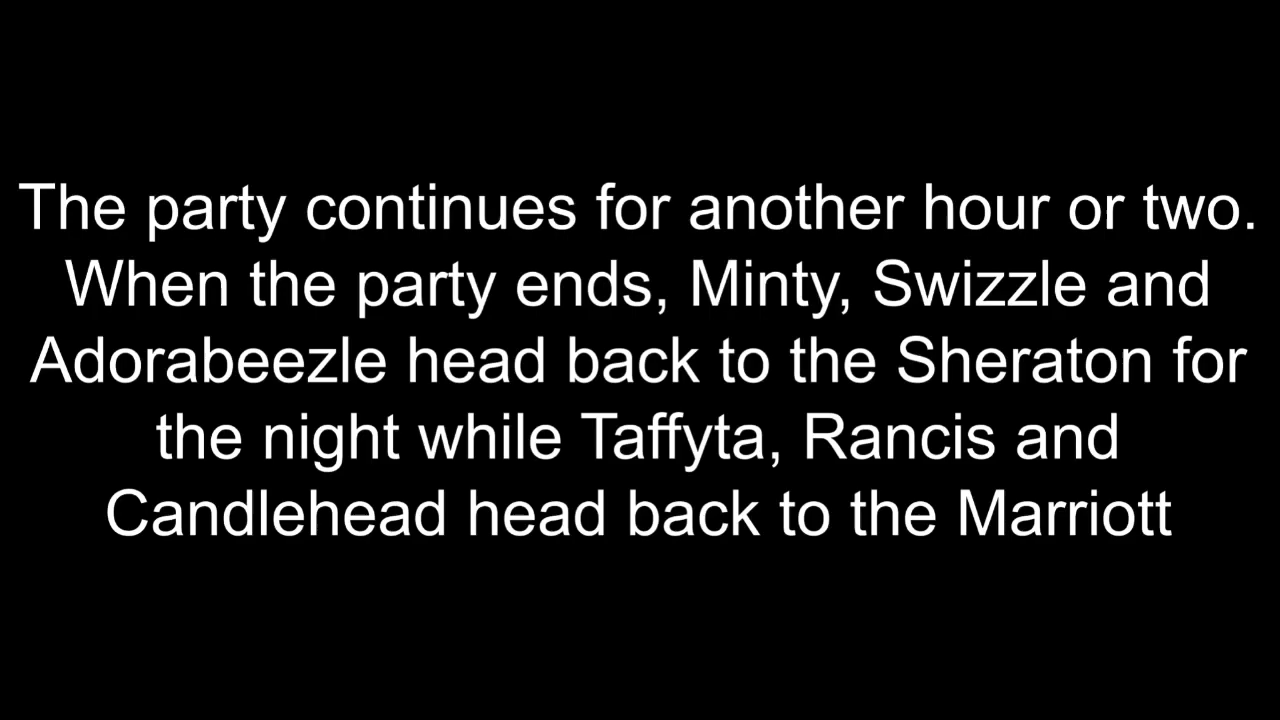 The party continues for another hour or two.
When the party ends, Minty, Swizzle and
Adorabeezle head back to the Sheraton for
the night while Taffyta, Rancis and
Candlehead head back to the Marriott